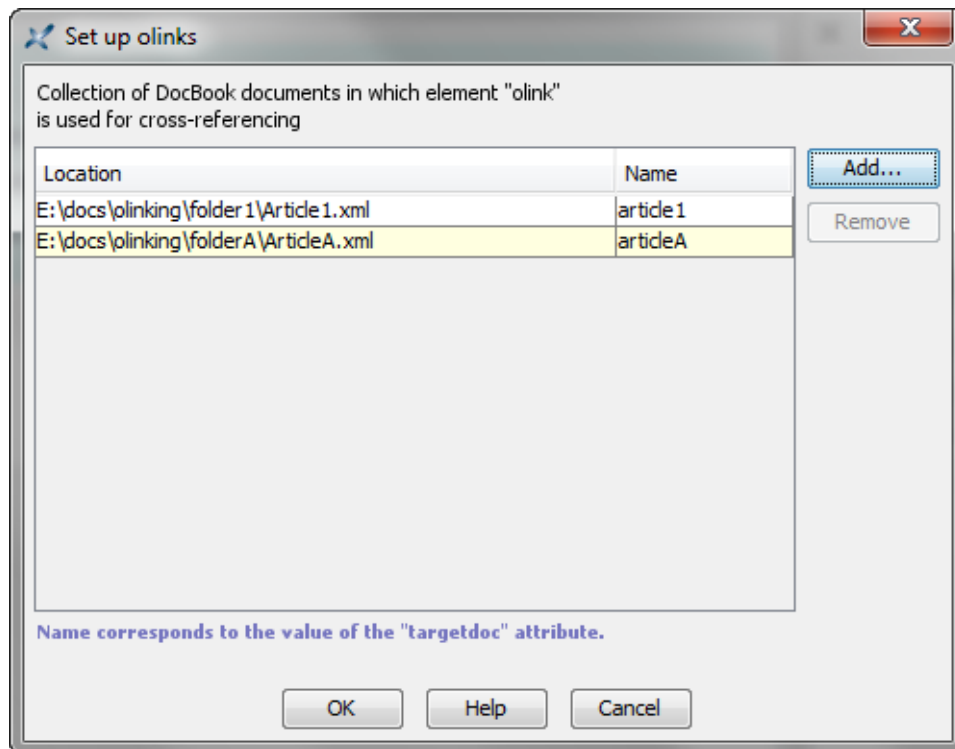 Set up olinks
Collection of DocBook documents in which element "olink"
is used for cross-referencing
Location Name Add...
E:\docs\olinking\folder1\Article1.xml article1 Remove
E:\docs\olinking\folderA\ArticleA.xml articleA
Name corresponds to the value of the "targetdoc" attribute.
OK Help Cancel